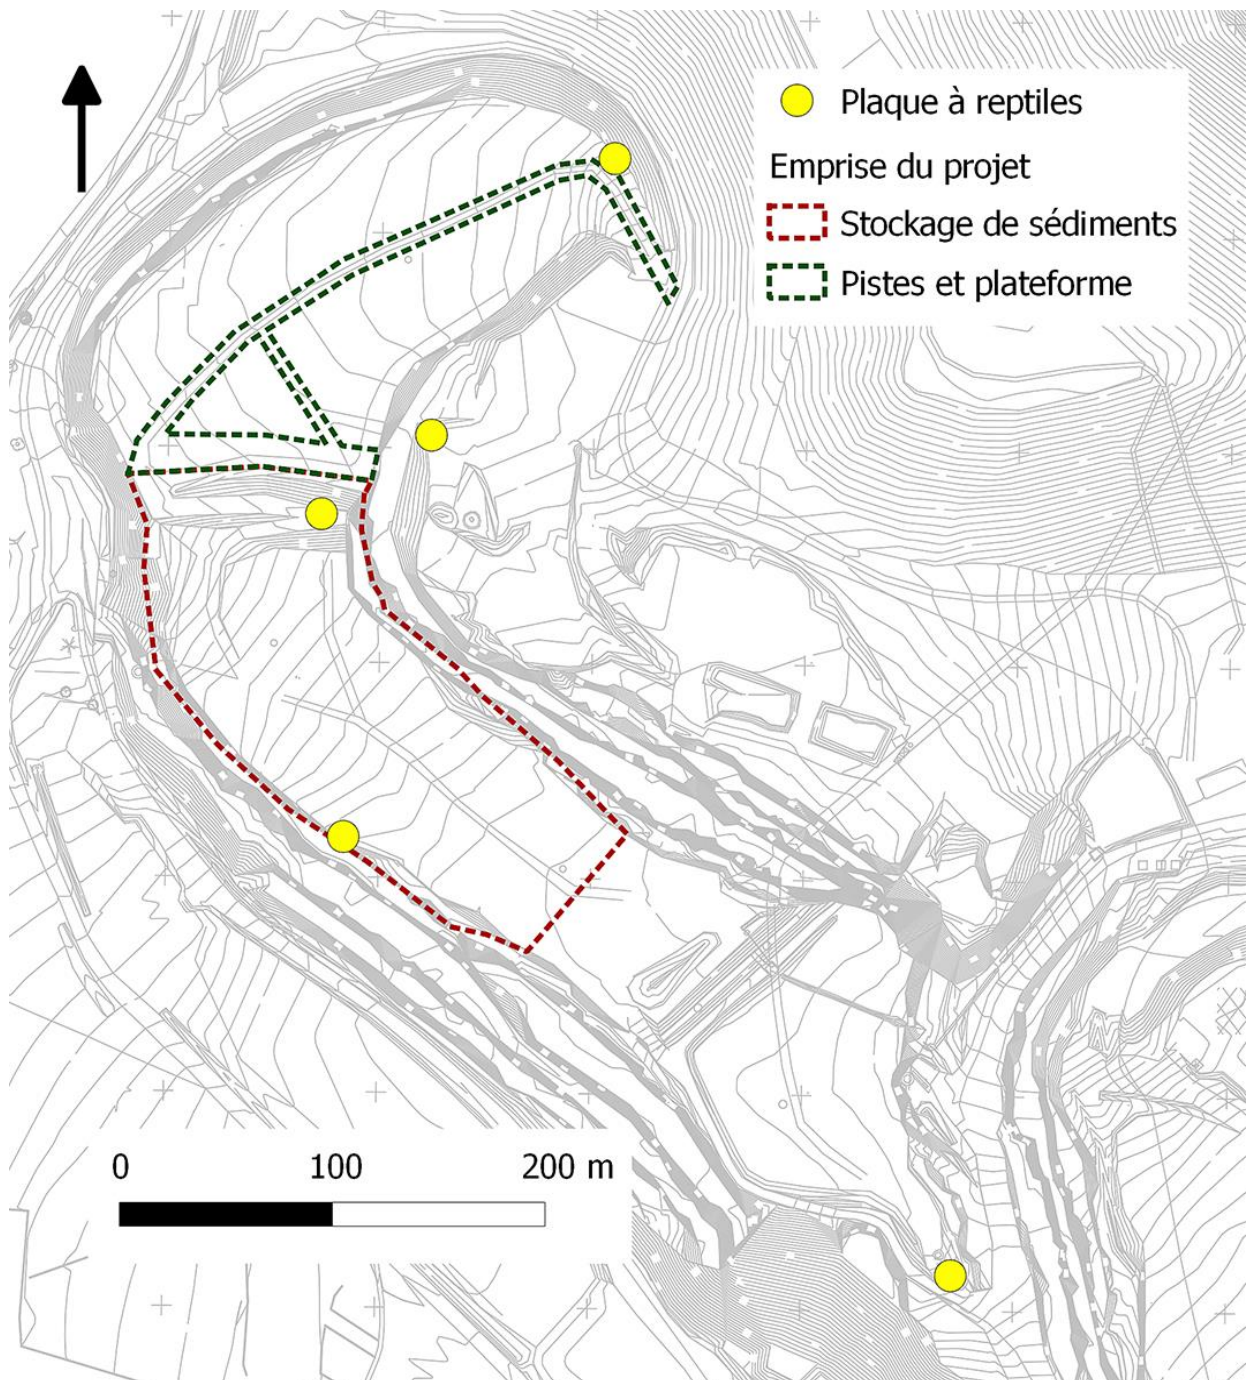 Plaque à reptiles
Emprise du projet
Stockage de sédiments
Pistes et plateforme
0 100 200 m